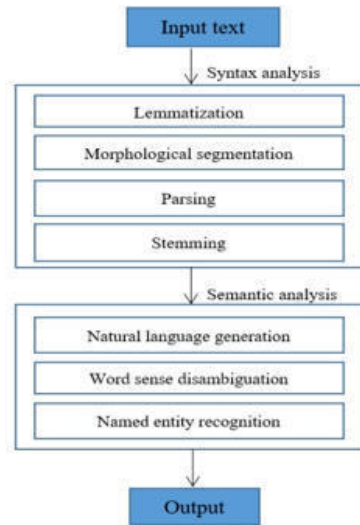 Input text
Syntax analysis
Lemmatization
Morphological segmentation
Parsing
Stemming
Semantic analysis
Natural language generation
Word sense disambiguation
Named entity recognition
Output